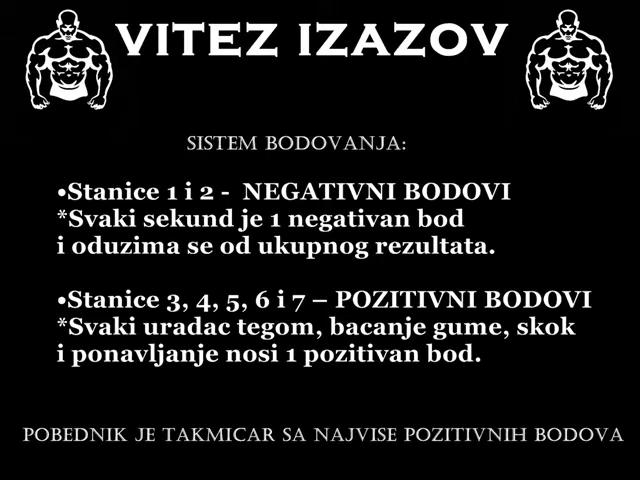 VITEZ IZAZOV
SISTEM BODOVANJA:
•Stanice 1 i 2 - NEGATIVNI BODOVI
*Svaki sekund je 1 negativan bod
i oduzima se od ukupnog rezultata.
•Stanice 3, 4, 5, 6 i 7 – POZITIVNI BODOVI
*Svaki uradac tegom, bacanje gume, skok
i ponavljanje nosi 1 pozitivan bod.
POBEDNIK JE TAKMICAR SA NAJVISE POZITIVNIH BODOVA